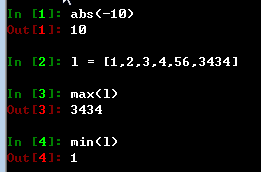 In [1]: abs(-10)
Out[1]: 10
In [2]: l = [1,2,3,4,56,3434]
In [3]: max(l)
Out[3]: 3434
In [4]: min(l)
Out[4]: 1